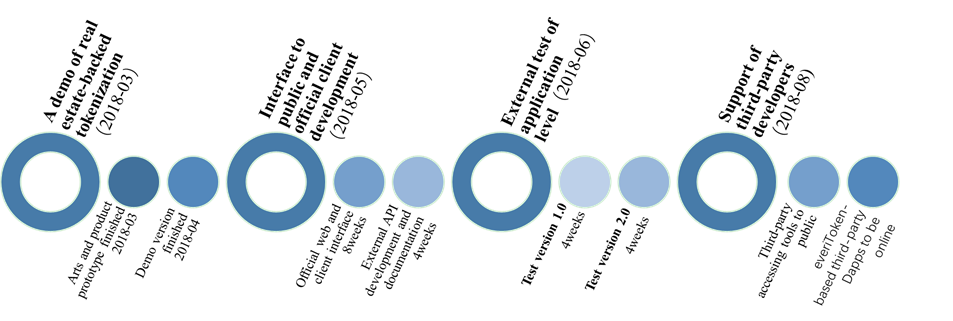 A demo of real
estate-backed
tokenization
(2018-03)
Arts and product
prototype finished
2018-03
Demo version
finished
2018-04
Interface to
public and
official client
development
(2018-05)
Official web and
client interface
8weeks
External API
development and
documentation
4weeks
External test of
application
level (2018-06)
Test version 1.0
4weeks
Test version 2.0
4weeks
Support of
third-party
developers
(2018-08)
Third-party
accessing tools to
public
everiToken-
based third-party
Dapps to be
online